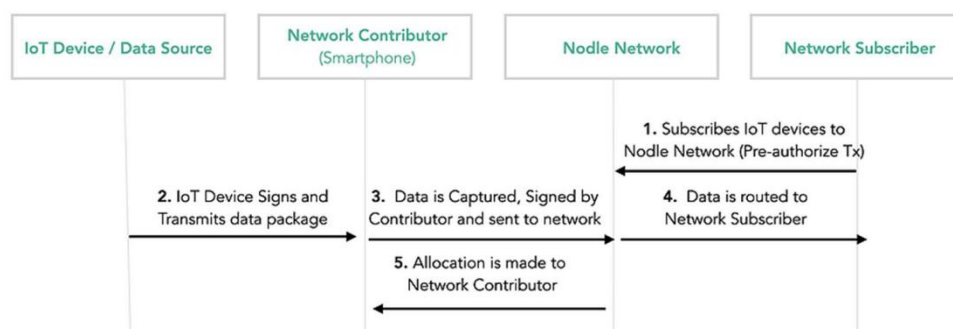 IoT Device / Data Source
Network Contributor
(Smartphone)
Nodle Network
Network Subscriber
1. Subscribes IoT devices to
Nodle Network (Pre-authorize Tx)
2. IoT Device Signs and
Transmits data package
3. Data is Captured, Signed by
Contributor and sent to network
4. Data is routed to
Network Subscriber
5. Allocation is made to
Network Contributor